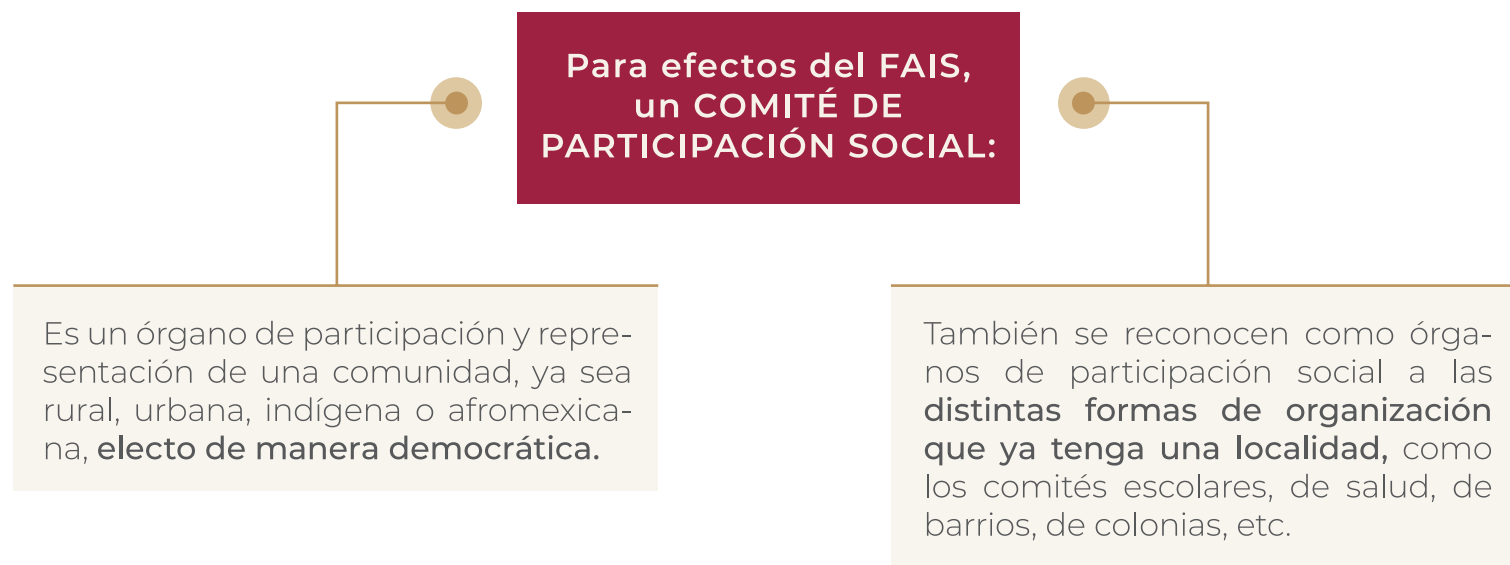 Para efectos del FAIS,
un COMITÉ DE
PARTICIPACIÓN SOCIAL:
Es un órgano de participación y repre-
sentación de una comunidad, ya sea
rural, urbana, indígena o afromexica-
na, electo de manera democrática.
También se reconocen como órga-
nos de participación social a las
distintas formas de organización
que ya tenga una localidad, como
los comités escolares, de salud, de
barrios, de colonias, etc.